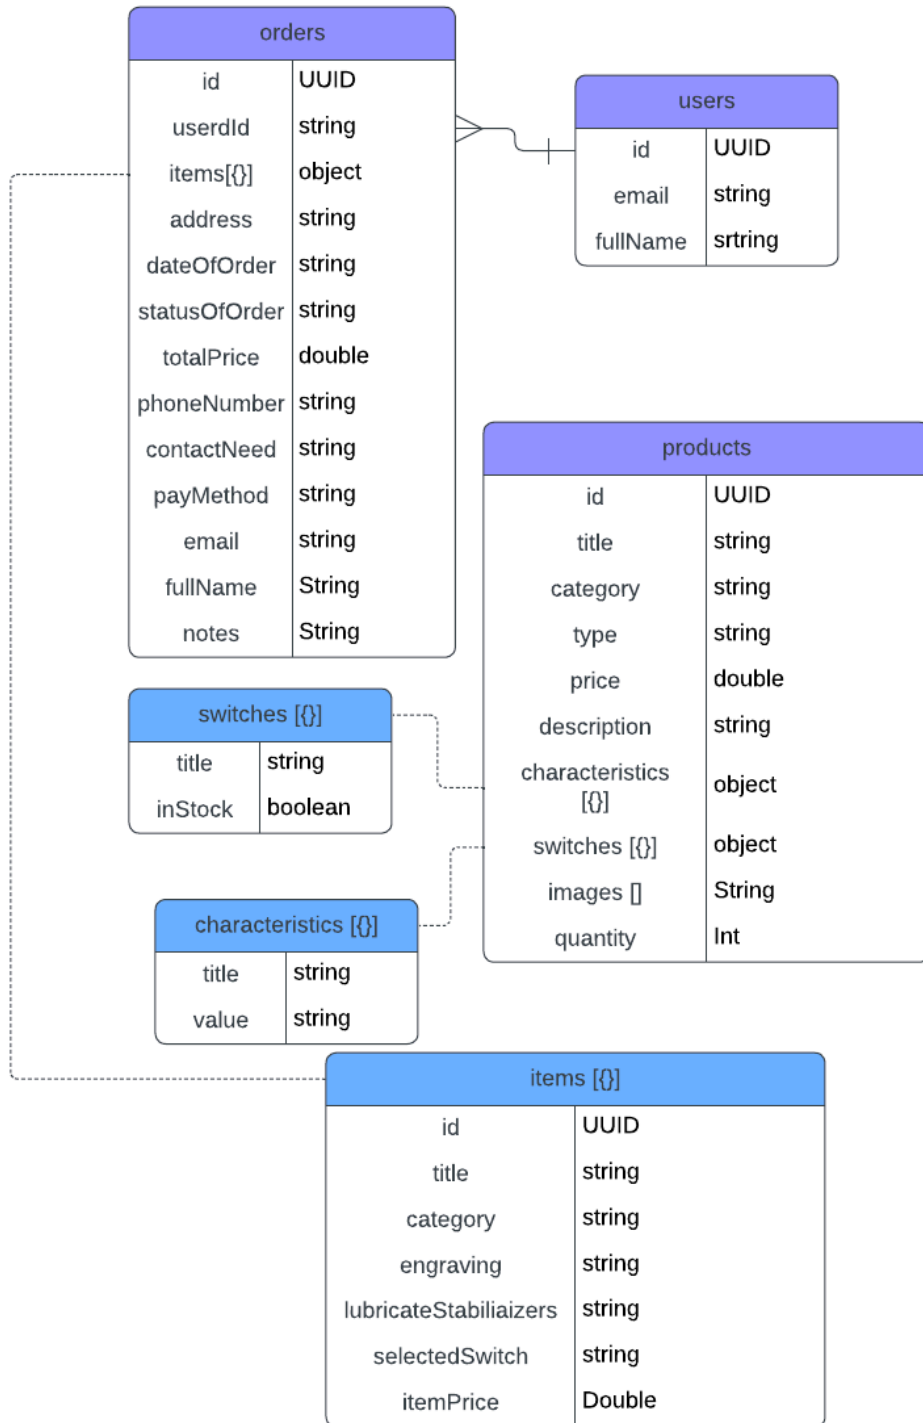 orders
id UUID
userdId string
items[{}] object
address string
dateOfOrder string
statusOfOrder string
totalPrice double
phoneNumber string
contactNeed string
payMethod string
email string
fullName String
notes String
users
id UUID
email string
fullName srtring
products
id UUID
title string
category string
type string
price double
description string
characteristics
[{}] object
switches [{}] object
images [] String
quantity Int
switches [{}]
title string
inStock boolean
characteristics [{}]
title string
value string
items [{}]
id UUID
title string
category string
engraving string
lubricateStabiliaizers string
selectedSwitch string
itemPrice Double